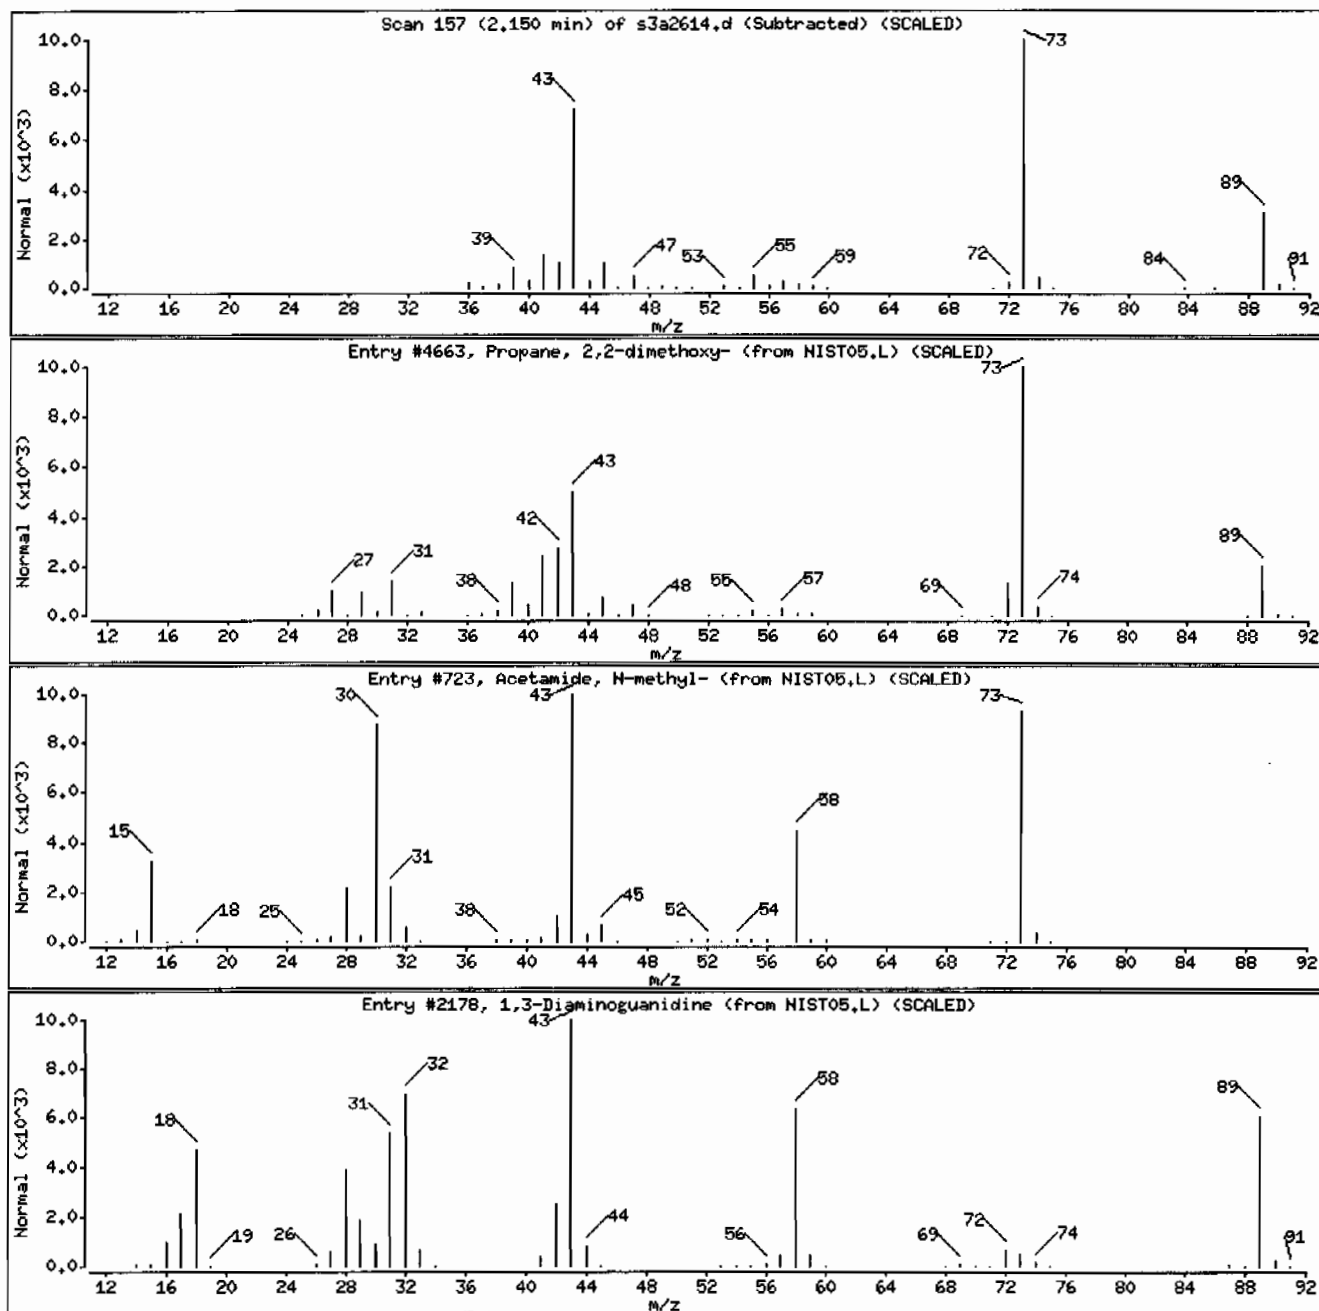 Scan 157 (2.150 min) of s3a2614.d (Subtracted) (SCALED)
10.0
8.0
6.0
4.0
2.0
0.0
Normal (x10^3)
39 43 47 53 55 59 72 73 84 89 91
12 16 20 24 28 32 36 40 44 48 52 56 60 64 68 72 76 80 84 88 92
m/z
Entry #4663, Propane, 2,2-dimethoxy- (from NIST05.L) (SCALED)
10.0
8.0
6.0
4.0
2.0
0.0
Normal (x10^3)
27 31 38 42 43 48 55 57 69 73 74 89
12 16 20 24 28 32 36 40 44 48 52 56 60 64 68 72 76 80 84 88 92
m/z
Entry #723, Acetamide, N-methyl- (from NIST05.L) (SCALED)
10.0
8.0
6.0
4.0
2.0
0.0
Normal (x10^3)
15 18 25 30 31 38 43 45 52 54 58 73
12 16 20 24 28 32 36 40 44 48 52 56 60 64 68 72 76 80 84 88 92
m/z
Entry #2178, 1,3-Diaminoguanidine (from NIST05.L) (SCALED)
10.0
8.0
6.0
4.0
2.0
0.0
Normal (x10^3)
18 19 26 31 32 43 44 56 58 69 72 74 89 91
12 16 20 24 28 32 36 40 44 48 52 56 60 64 68 72 76 80 84 88 92
m/z